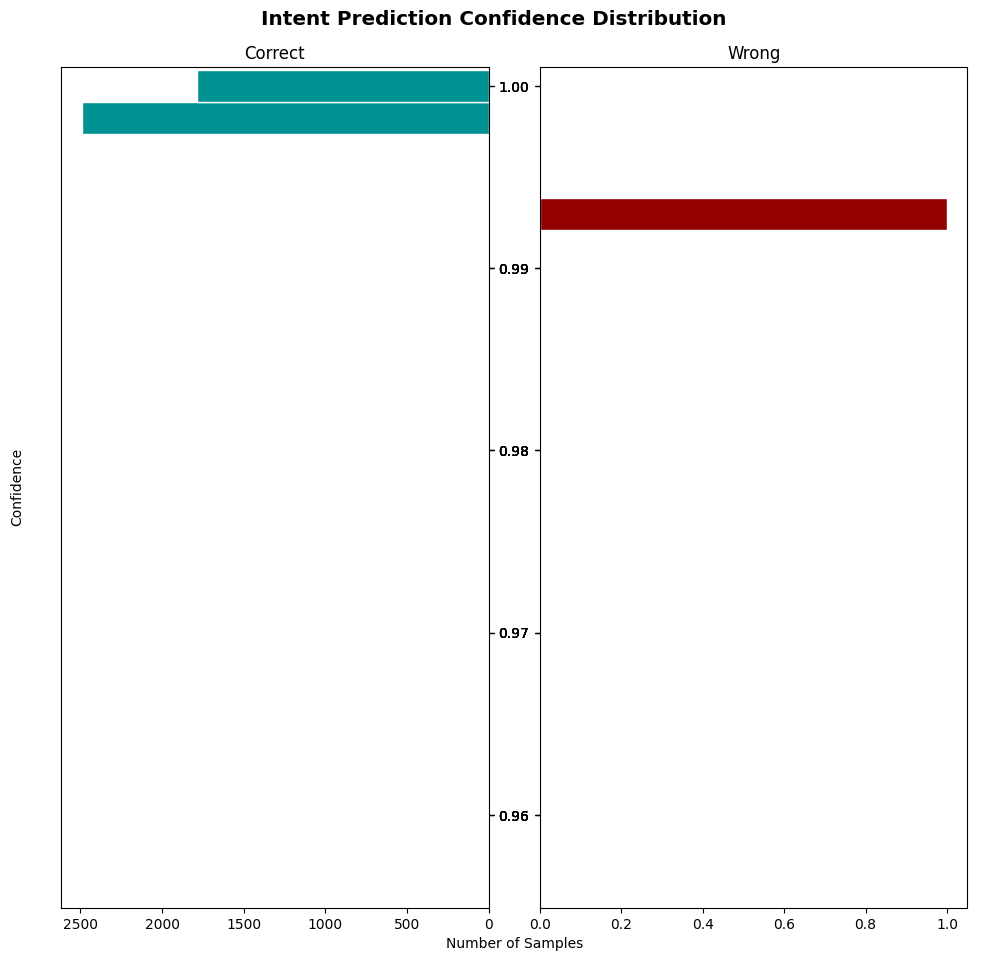 Intent Prediction Confidence Distribution
Correct
Wrong
1.00
0.99
0.98
0.97
0.96
Confidence
2500 2000 1500 1000 500 0
0.0 0.2 0.4 0.6 0.8 1.0
Number of Samples